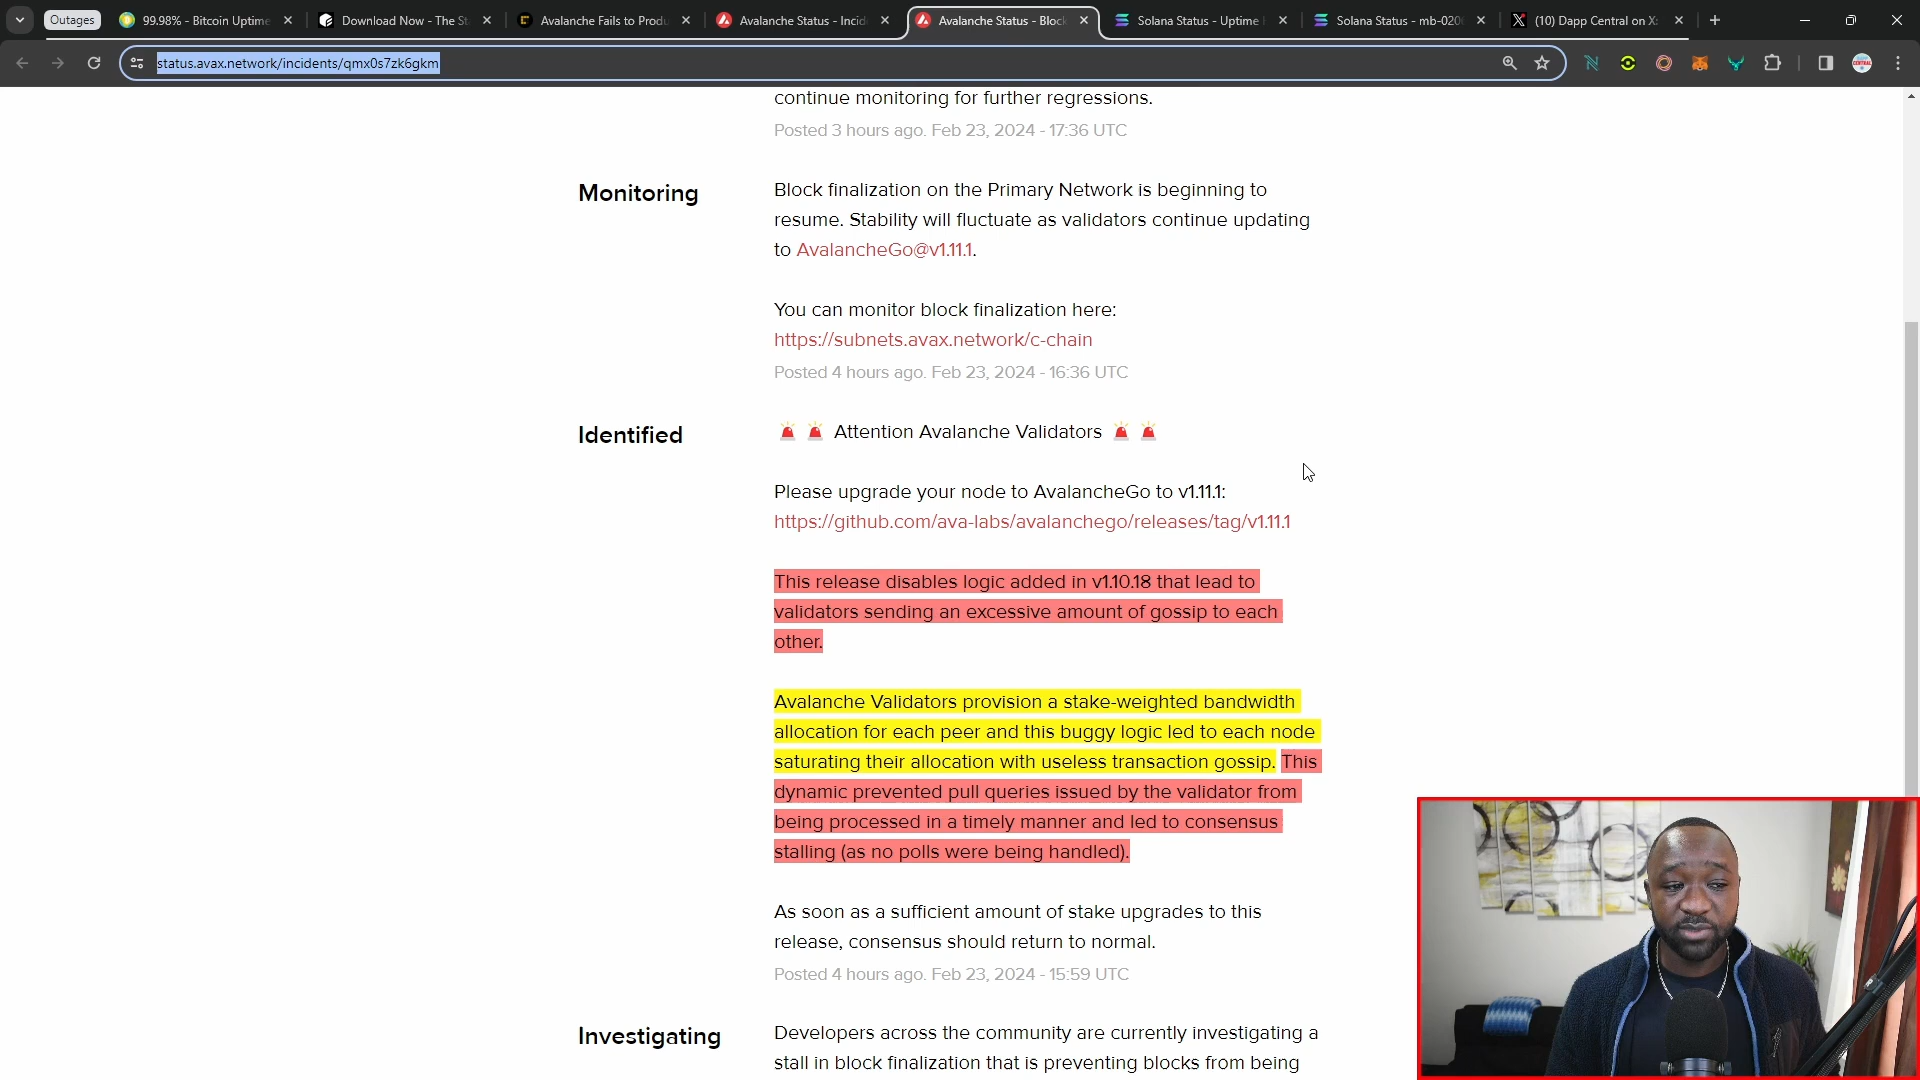 Outages
99.98% - Bitcoin Uptime
Download Now - The St
Avalanche Fails to Produ
Avalanche Status - Incid
Avalanche Status - Block
Solana Status - Uptime
Solana Status - mb-020
(10) Dapp Central on X:
status.avax.network/incidents/qmx0s7zk6gkm
continue monitoring for further regressions.
Posted 3 hours ago. Feb 23, 2024 - 17:36 UTC
Monitoring
Block finalization on the Primary Network is beginning to
resume. Stability will fluctuate as validators continue updating
to AvalancheGo@v1.11.1.
You can monitor block finalization here:
https://subnets.avax.network/c-chain
Posted 4 hours ago. Feb 23, 2024 - 16:36 UTC
Identified
🚨 🚨 Attention Avalanche Validators 🚨 🚨
Please upgrade your node to AvalancheGo to v1.11.1:
https://github.com/ava-labs/avalanchego/releases/tag/v1.11.1
This release disables logic added in v1.10.18 that lead to
validators sending an excessive amount of gossip to each
other.
Avalanche Validators provision a stake-weighted bandwidth
allocation for each peer and this buggy logic led to each node
saturating their allocation with useless transaction gossip. This
dynamic prevented pull queries issued by the validator from
being processed in a timely manner and led to consensus
stalling (as no polls were being handled).
As soon as a sufficient amount of stake upgrades to this
release, consensus should return to normal.
Posted 4 hours ago. Feb 23, 2024 - 15:59 UTC
Investigating
Developers across the community are currently investigating a
stall in block finalization that is preventing blocks from being